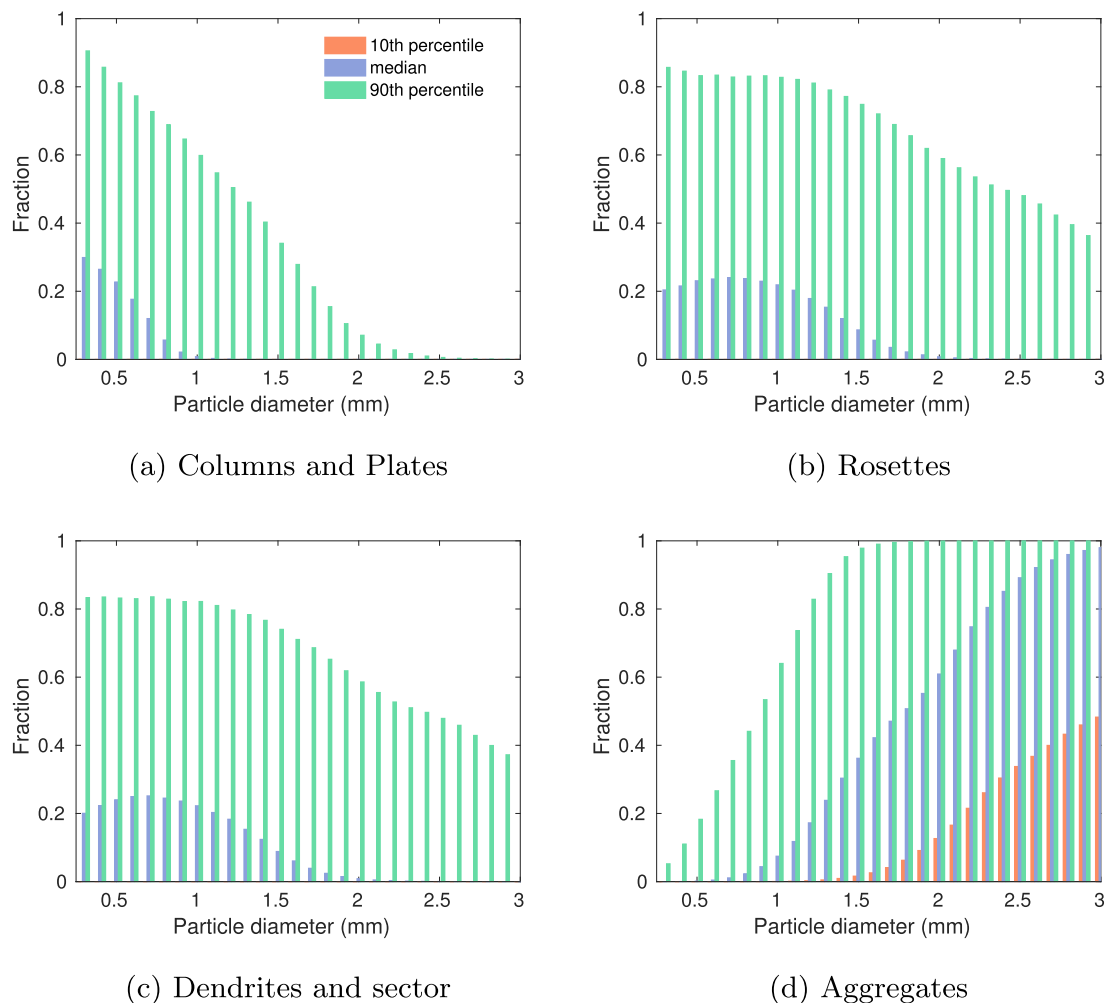 1
0.8
0.6
0.4
0.2
0
Fraction
10th percentile
median
90th percentile
0.5 1 1.5 2 2.5 3
Particle diameter (mm)
(a) Columns and Plates
1
0.8
0.6
0.4
0.2
0
Fraction
0.5 1 1.5 2 2.5 3
Particle diameter (mm)
(b) Rosettes
1
0.8
0.6
0.4
0.2
0
Fraction
0.5 1 1.5 2 2.5 3
Particle diameter (mm)
(c) Dendrites and sector
1
0.8
0.6
0.4
0.2
0
Fraction
0.5 1 1.5 2 2.5 3
Particle diameter (mm)
(d) Aggregates